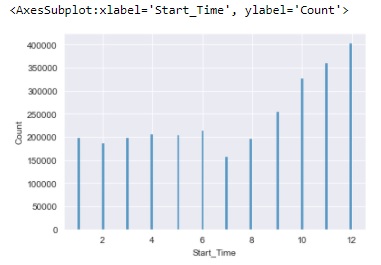 <AxesSubplot:xlabel='Start_Time', ylabel='Count'>
400000
350000
300000
250000
200000
150000
100000
50000
0
Count
2 4 6 8 10 12
Start_Time